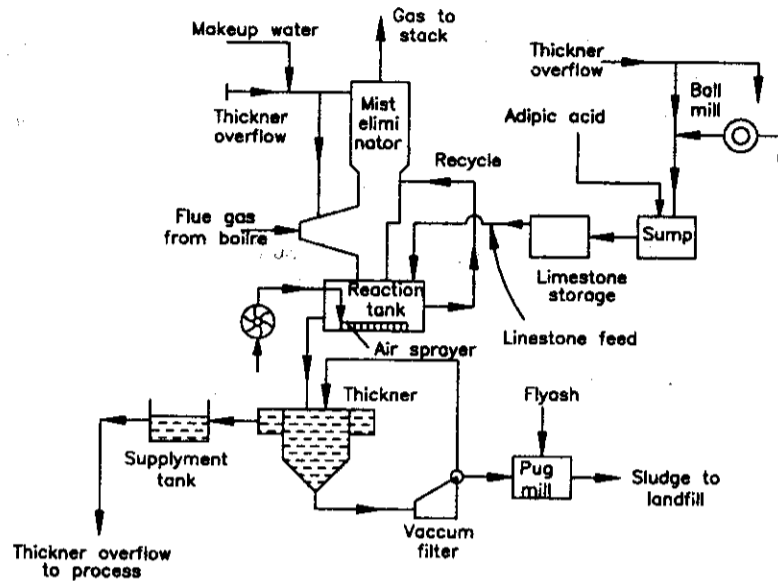 Gas to
stack
Makeup water
Thickner
overflow
Mist
elimi
nator
Thickner
overflow
Ball
mill
Adipic acid
Recycle
Flue gas
from boilre
Sump
Limestone
storage
Reaction
tank
Linestone feed
Air sprayer
Thickner
Flyash
Supplyment
tank
Pug
mill
Sludge to
landfill
Vaccum
filter
Thickner overflow
to process